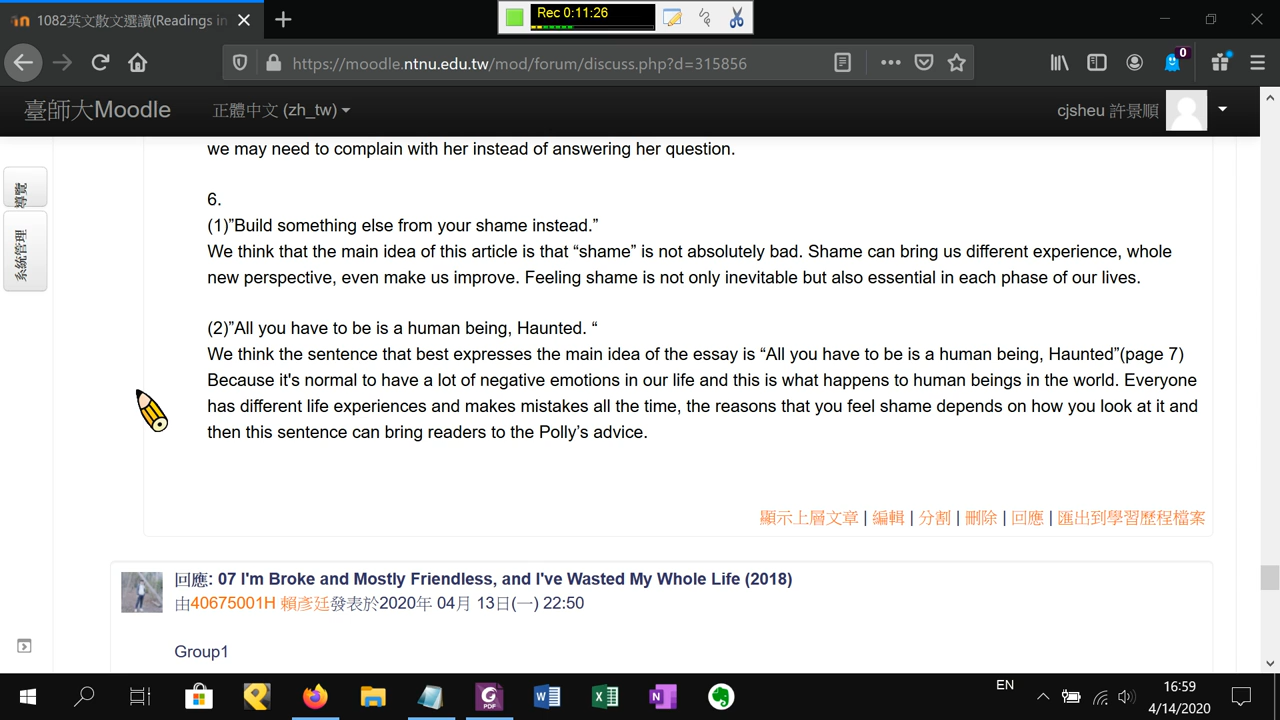 1082英文散文選讀(Readings in
Rec 0:11:26
https://moodle.ntnu.edu.tw/mod/forum/discuss.php?d=315856
0
臺師大Moodle
正體中文 (zh_tw)
cjsheu 許景順
導覽
系統管理
we may need to complain with her instead of answering her question.
6.
(1)”Build something else from your shame instead.”
We think that the main idea of this article is that “shame” is not absolutely bad. Shame can bring us different experience, whole
new perspective, even make us improve. Feeling shame is not only inevitable but also essential in each phase of our lives.
(2)”All you have to be is a human being, Haunted. “
We think the sentence that best expresses the main idea of the essay is “All you have to be is a human being, Haunted”(page 7)
Because it's normal to have a lot of negative emotions in our life and this is what happens to human beings in the world. Everyone
has different life experiences and makes mistakes all the time, the reasons that you feel shame depends on how you look at it and
then this sentence can bring readers to the Polly’s advice.
顯示上層文章 | 編輯 | 分割 | 刪除 | 回應 | 匯出到學習歷程檔案
回應: 07 I'm Broke and Mostly Friendless, and I've Wasted My Whole Life (2018)
由40675001H 賴彥廷發表於2020年 04月 13日(一) 22:50
Group1
EN
16:59
4/14/2020